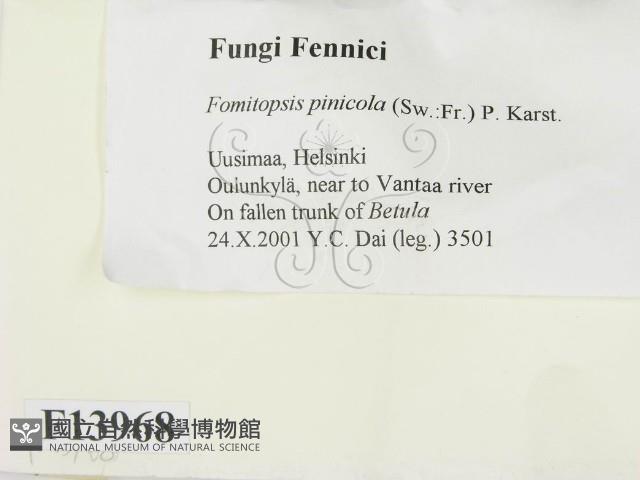 Fungi Fennici
Fomitopsis pinicola (Sw.:Fr.) P. Karst.
Uusimaa, Helsinki
Oulunkylä, near to Vantaa river
On fallen trunk of Betula
24.X.2001 Y.C. Dai (leg.) 3501
F13968
國立自然科學博物館
NATIONAL MUSEUM OF NATURAL SCIENCE